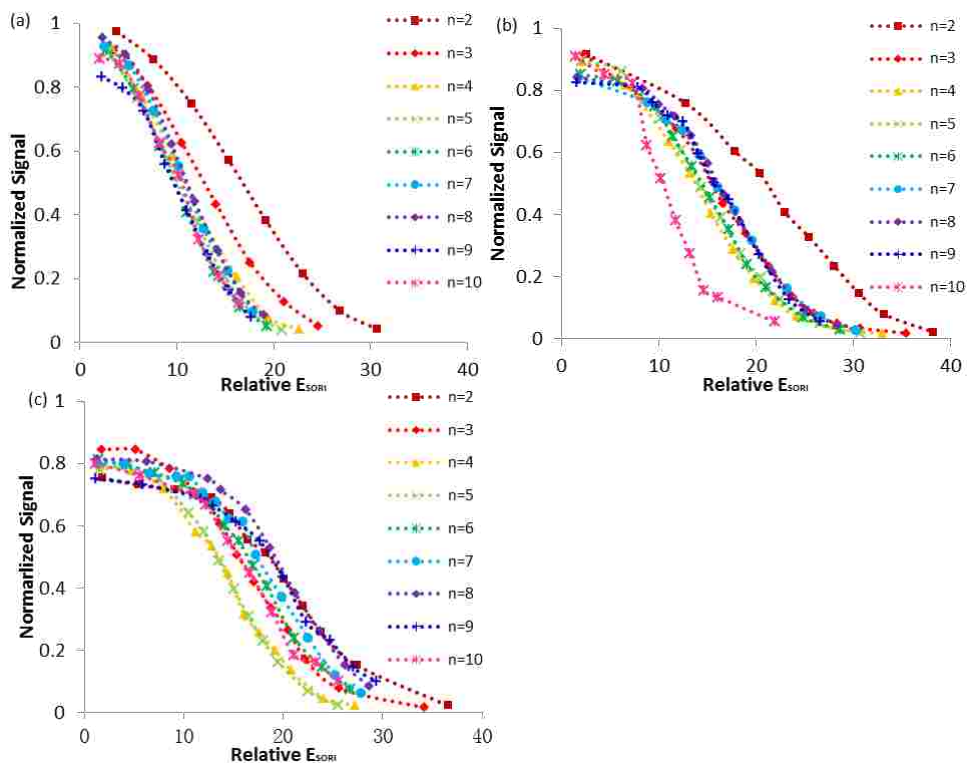 (a)
1
0.8
0.6
0.4
0.2
0
Normalized Signal
0 10 20 30 40
Relative ESORI
n=2
n=3
n=4
n=5
n=6
n=7
n=8
n=9
n=10
(b)
1
0.8
0.6
0.4
0.2
0
Normalized Signal
0 10 20 30 40
Relative ESORI
n=2
n=3
n=4
n=5
n=6
n=7
n=8
n=9
n=10
(c)
1
0.8
0.6
0.4
0.2
0
Normarlized Signal
0 10 20 30 40
Relative ESORI
n=2
n=3
n=4
n=5
n=6
n=7
n=8
n=9
n=10